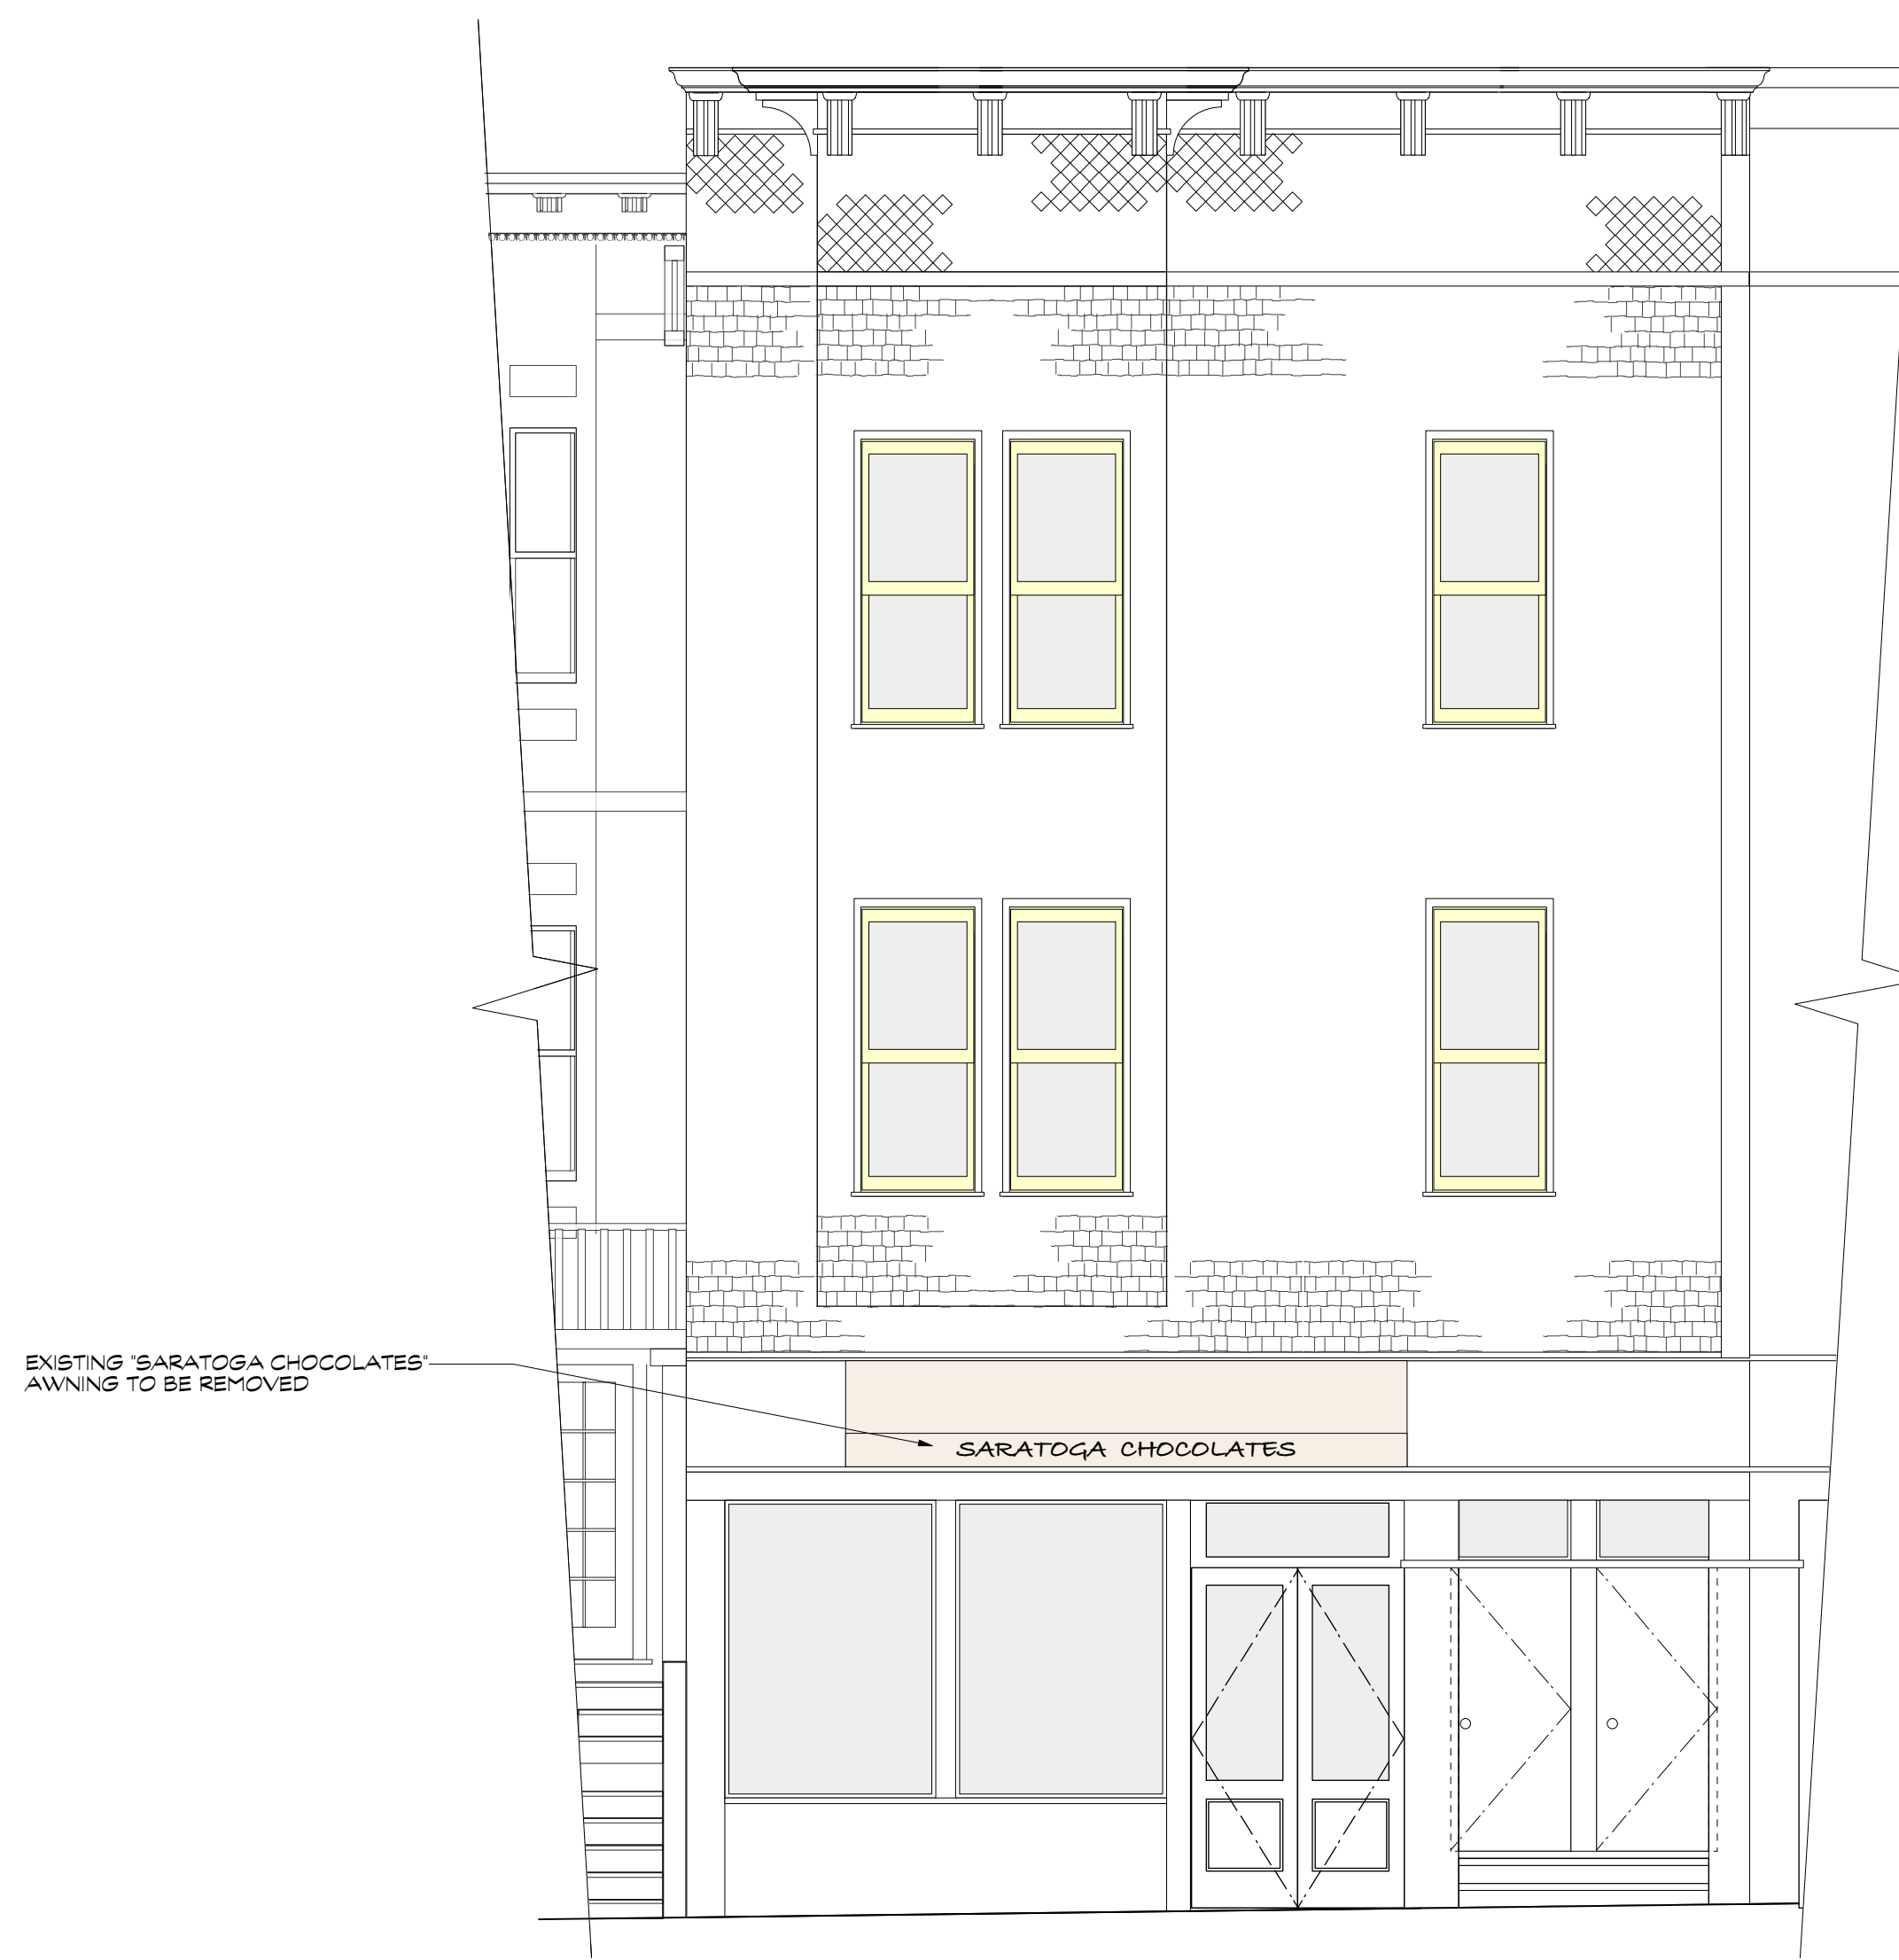 EXISTING "SARATOGA CHOCOLATES"
AWNING TO BE REMOVED
SARATOGA CHOCOLATES